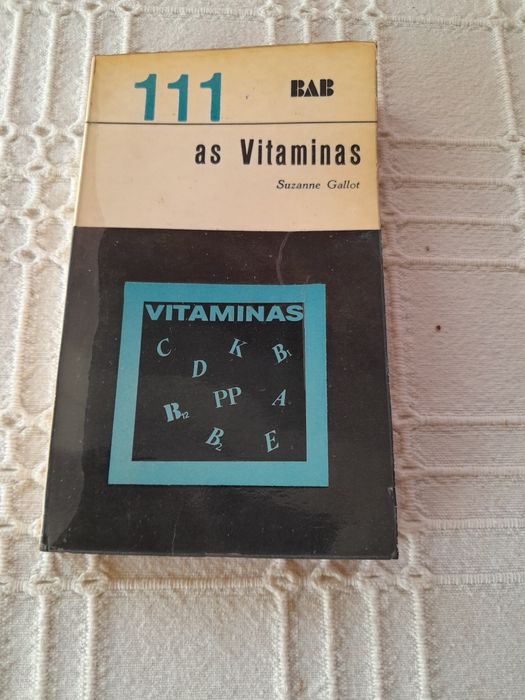 111 BAB
as Vitaminas
Suzanne Gallot
VITAMINAS
C K B1
D
B12 PP A
B2 E